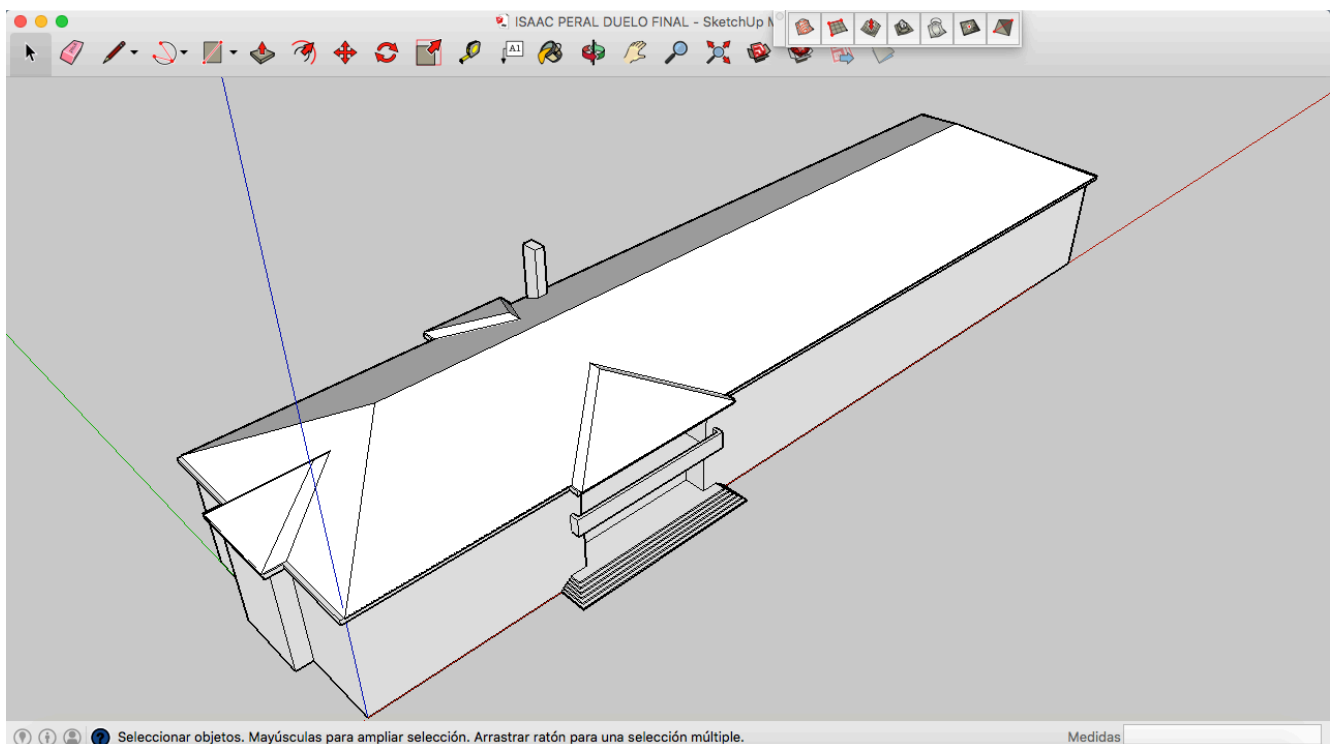 ISAAC PERAL DUELO FINAL - SketchUp
A1
Seleccionar objetos. Mayúsculas para ampliar selección. Arrastrar ratón para una selección múltiple.
Medidas